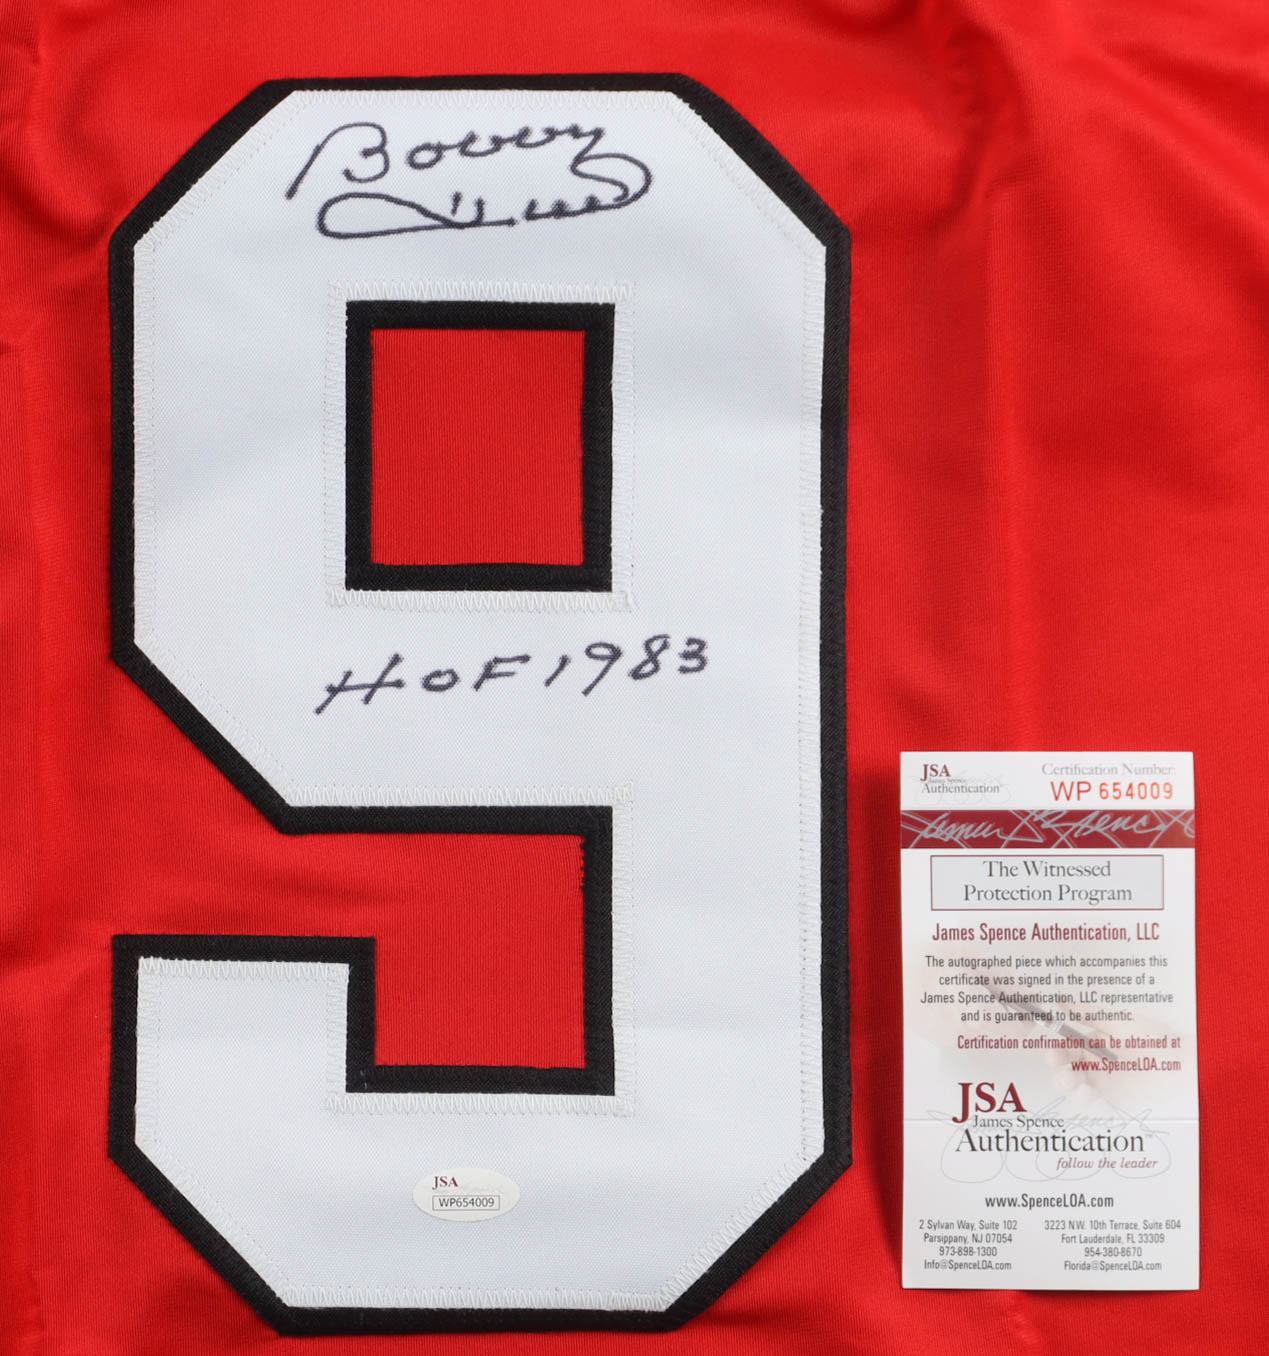 Bobby Hull
9
HOF 1983
JSA
WP654009
JSA
James Spence
Authentication
Certification Number:
WP 654009
James Spence
The Witnessed
Protection Program
James Spence Authentication, LLC
The autographed piece which accompanies this
certificate was signed in the presence of a
James Spence Authentication, LLC representative
and is guaranteed to be authentic.
Certification confirmation can be obtained at
www.SpenceLOA.com
JSA
James Spence
Authentication™
follow the leader
www.SpenceLOA.com
2 Sylvan Way, Suite 102
Parsippany, NJ 07054
973-898-1300
Info@SpenceLOA.com
3223 N.W. 10th Terrace, Suite 604
Fort Lauderdale, FL 33309
954-380-8670
Florida@SpenceLOA.com